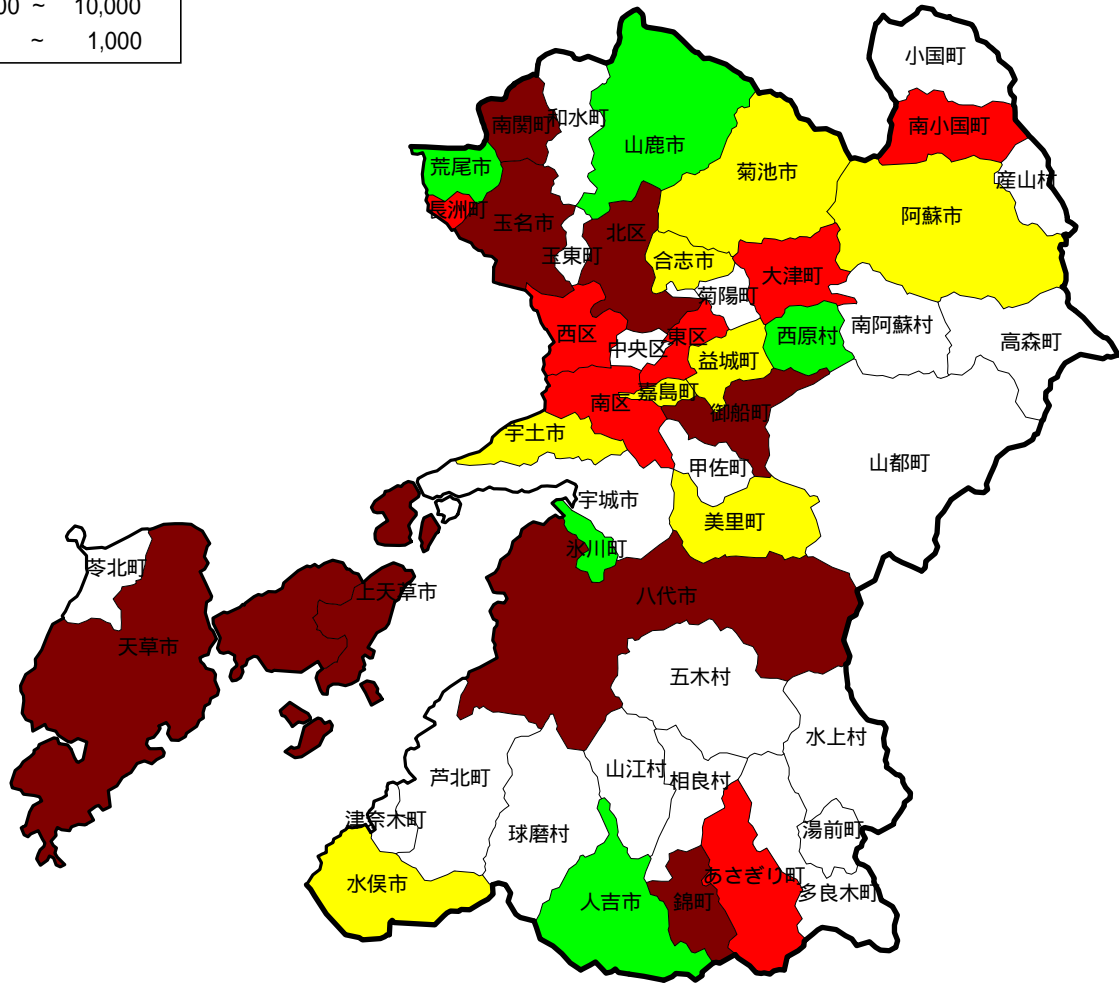 ~ 10,000
~ 1,000
小国町
南小国町
産山村
和水町
南関町
山鹿市
荒尾市
菊池市
長洲町
玉名市
阿蘇市
北区
玉東町
合志市
大津町
菊陽町
西区
中央区
東区
西原村
南阿蘇村
高森町
益城町
嘉島町
南区
御船町
宇土市
甲佐町
山都町
宇城市
美里町
氷川町
苓北町
上天草市
八代市
天草市
五木村
水上村
山江村
芦北町
相良村
津奈木町
球磨村
湯前町
あさぎり町
水俣市
多良木町
人吉市
錦町